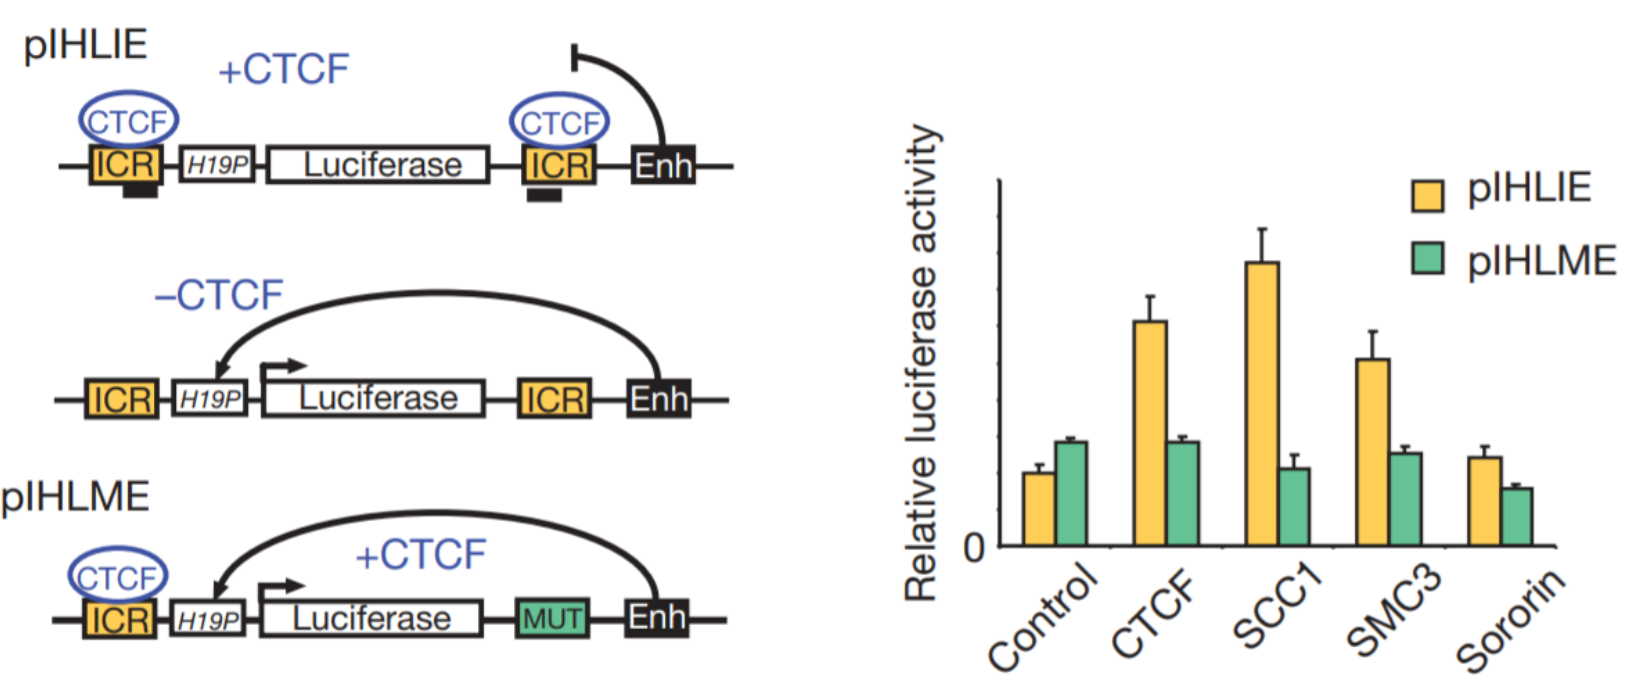 pIHLIE
+CTCF
CTCF
CTCF
ICR
H19P
Luciferase
ICR
Enh
–CTCF
ICR
H19P
Luciferase
ICR
Enh
pIHLME
+CTCF
CTCF
ICR
H19P
Luciferase
MUT
Enh
Relative luciferase activity
0
pIHLIE
pIHLME
Control
CTCF
SCC1
SMC3
Sororin